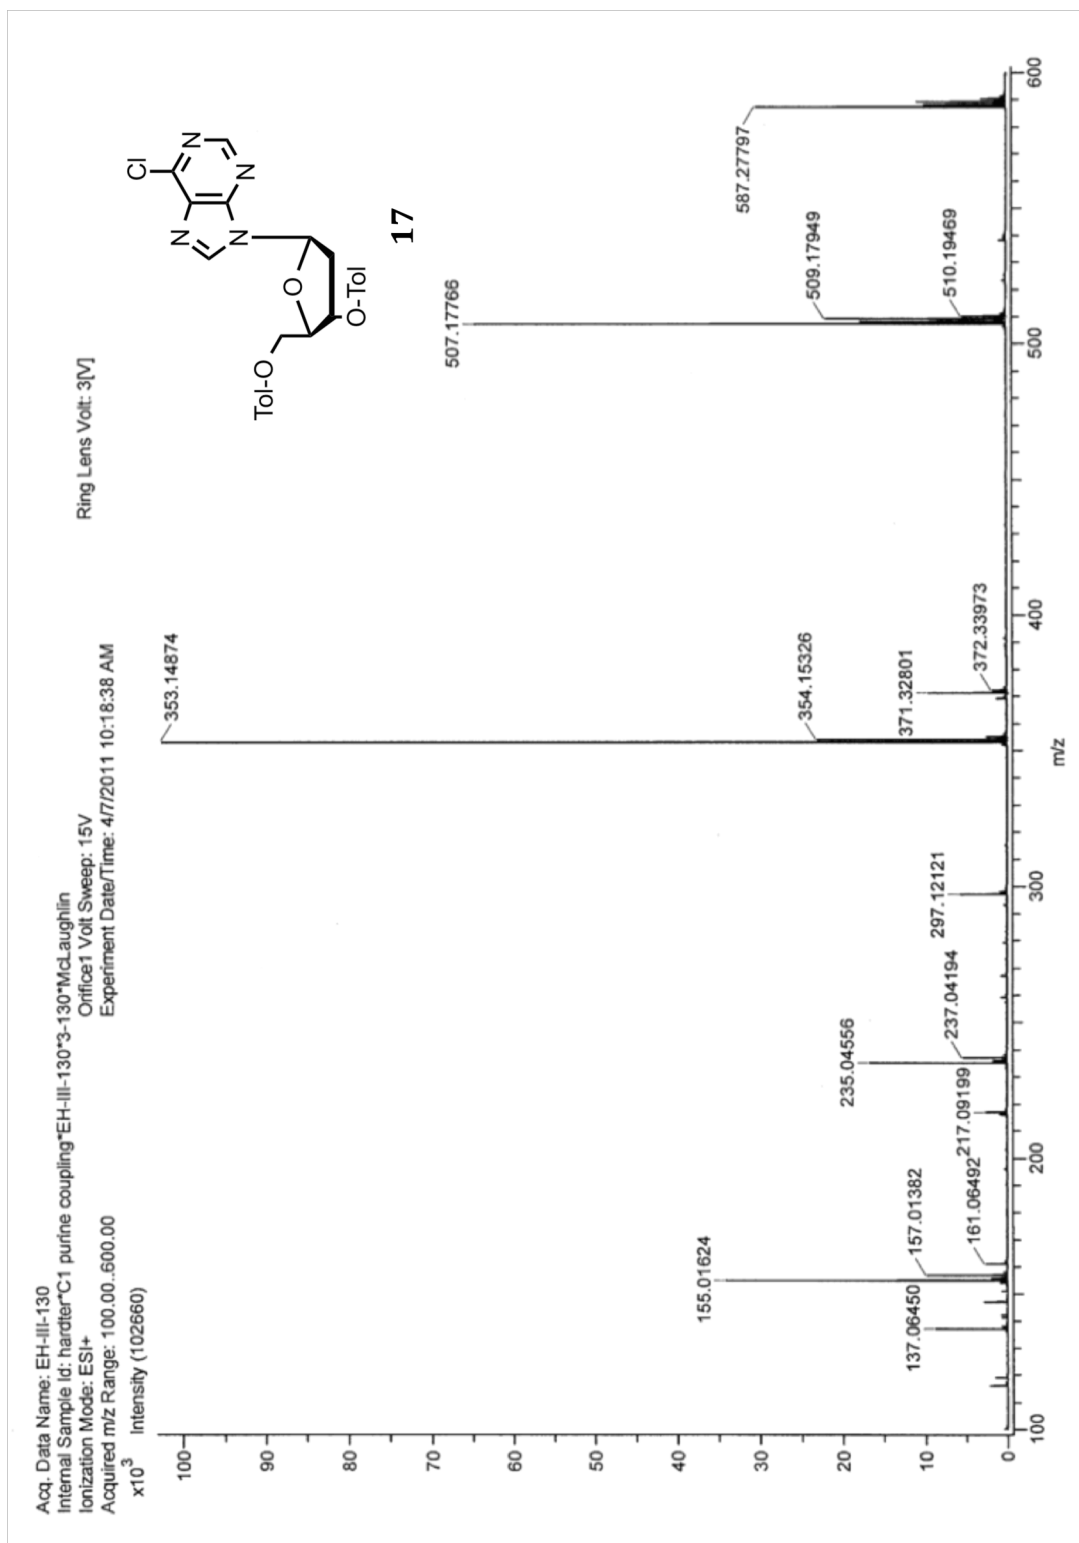 Acq. Data Name: EH-III-130
Internal Sample Id: hardter*C1 purine coupling*EH-III-130*3-130*McLaughlin
Ionization Mode: ESI+
Orifice1 Volt Sweep: 15V
Ring Lens Volt: 3[V]
Acquired m/z Range: 100.00..600.00
Experiment Date/Time: 4/7/2011 10:18:38 AM
x10³ Intensity (102660)
Cl
N
N
N
N
O
Tol-O
O-Tol
17
100
90
80
70
60
50
40
30
20
10
0
353.14874
507.17766
587.27797
155.01624
235.04556
354.15326
509.17949
137.06450
157.01382
161.06492
217.09199
237.04194
297.12121
371.32801
372.33973
510.19469
100
200
300
400
500
600
m/z